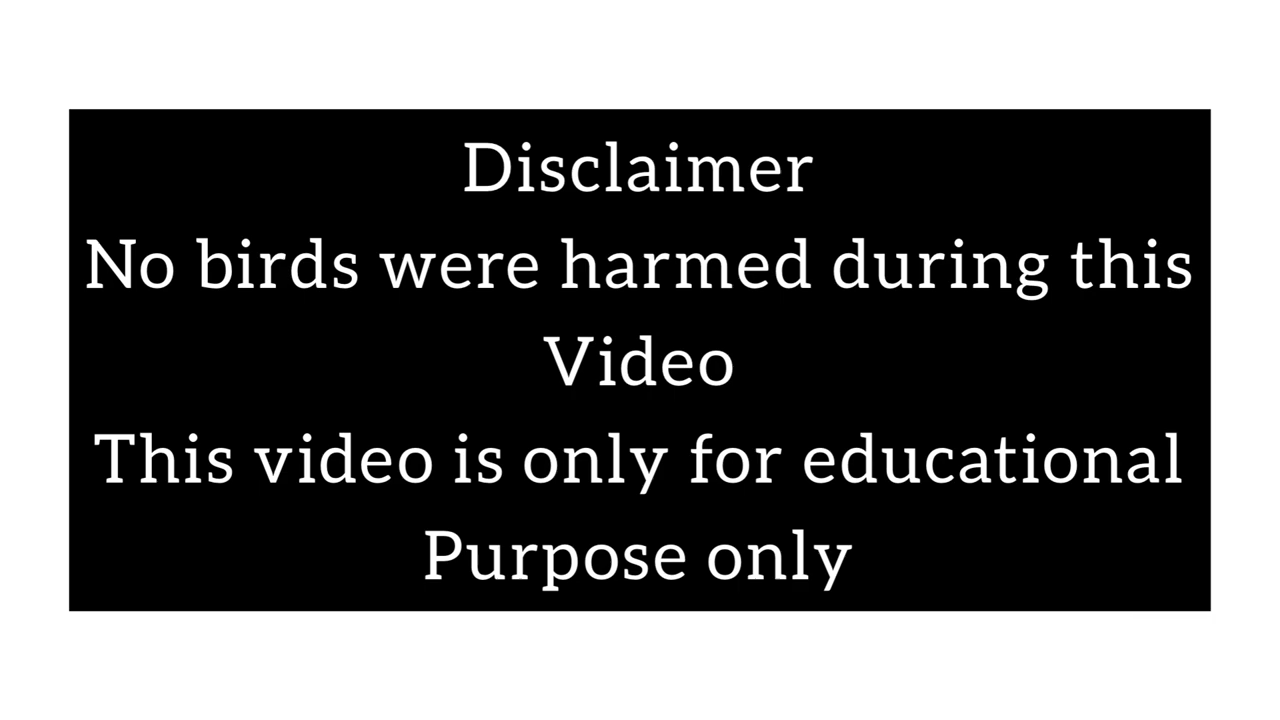 Disclaimer
No birds were harmed during this
Video
This video is only for educational
Purpose only